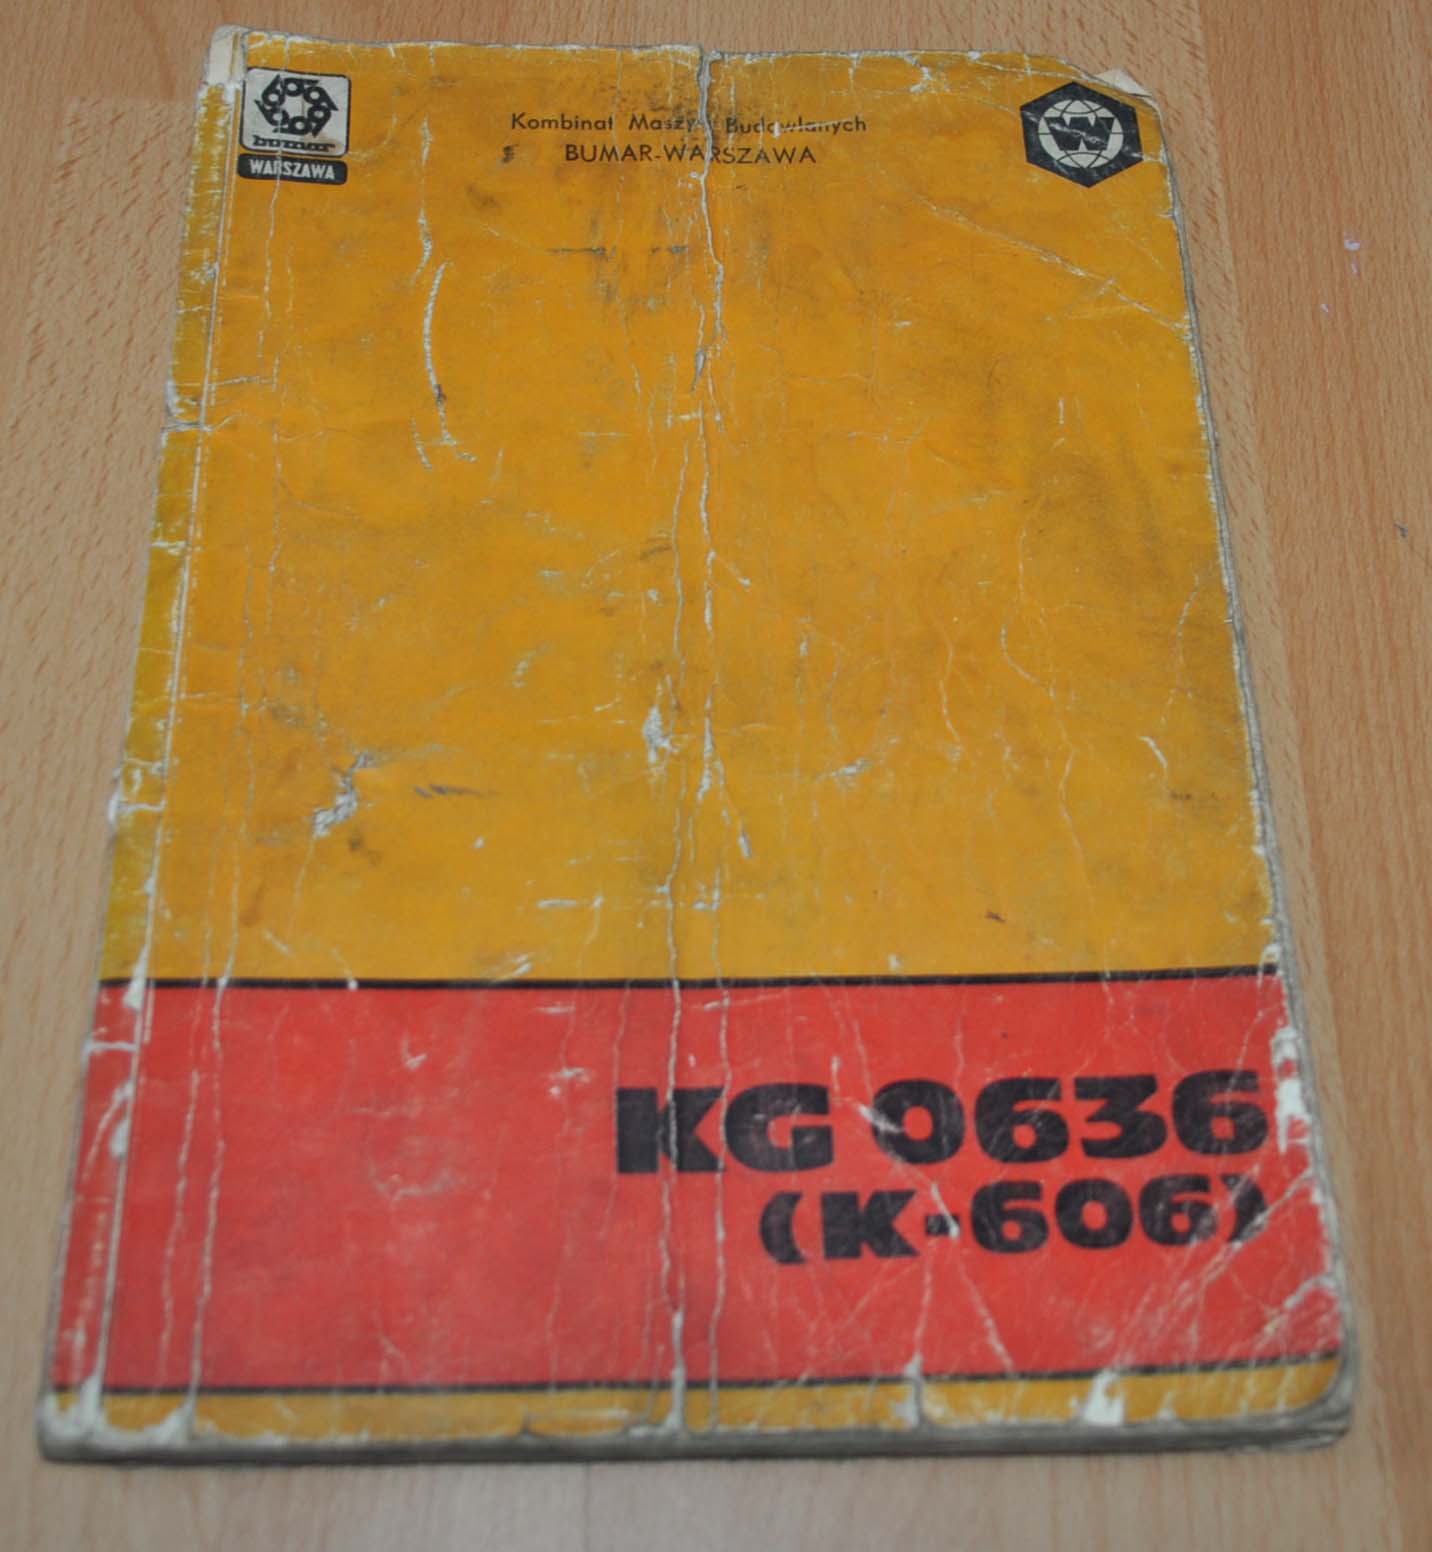 bumar
WARSZAWA
Kombinat Maszyn Budowlanych
BUMAR-WARSZAWA
W
KG 0636
(K-606)